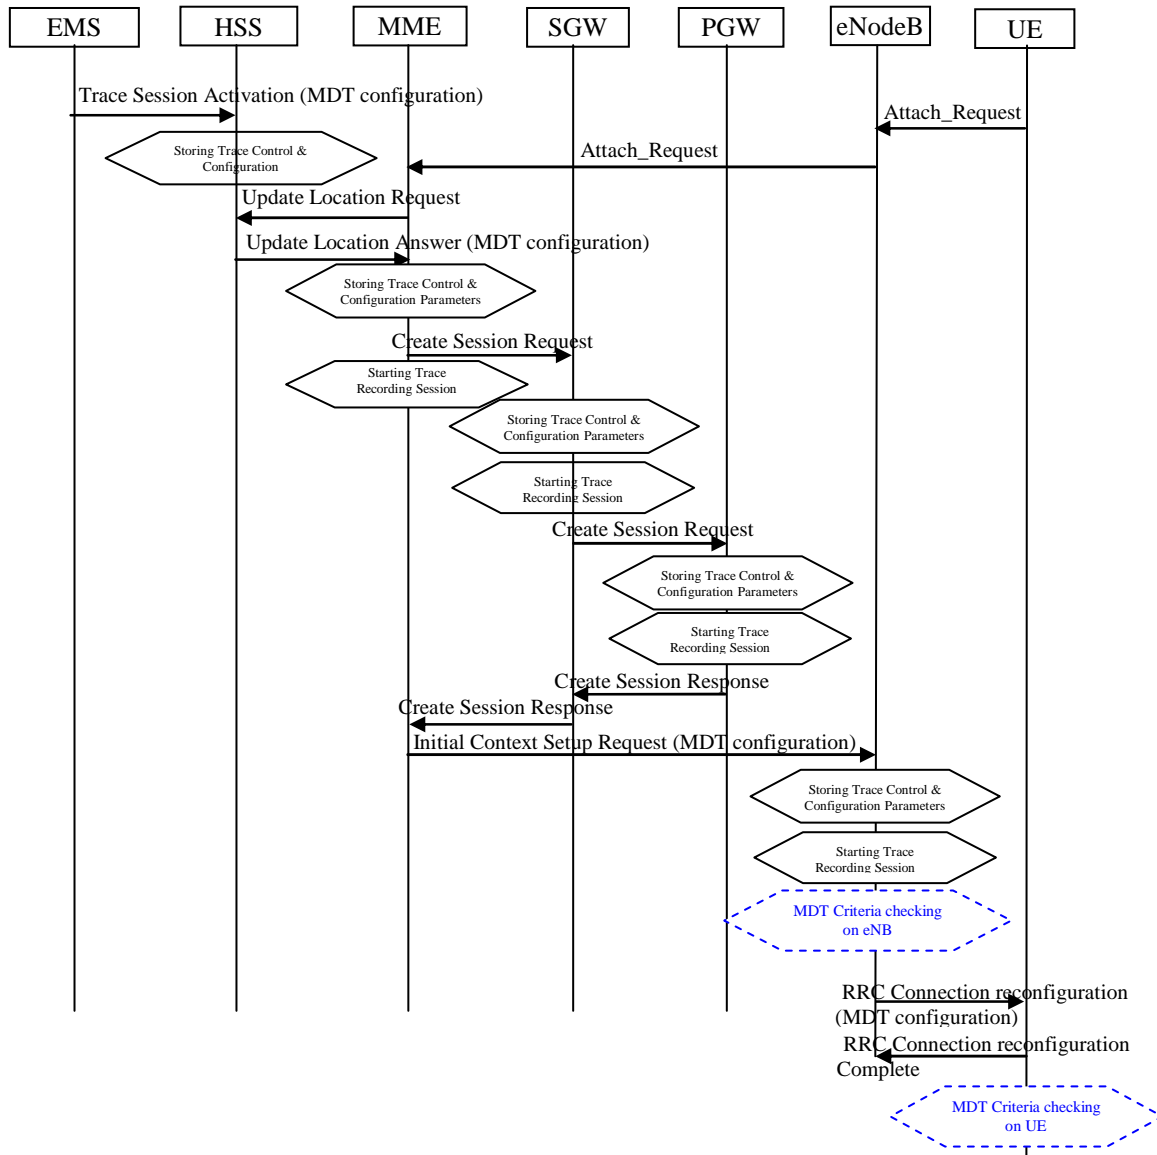 EMS
HSS
MME
SGW
PGW
eNodeB
UE
Trace Session Activation (MDT configuration)
Attach_Request
Storing Trace Control &
Configuration
Attach_Request
Update Location Request
Update Location Answer (MDT configuration)
Storing Trace Control &
Configuration Parameters
Create Session Request
Starting Trace
Recording Session
Storing Trace Control &
Configuration Parameters
Starting Trace
Recording Session
Create Session Request
Storing Trace Control &
Configuration Parameters
Starting Trace
Recording Session
Create Session Response
Create Session Response
Initial Context Setup Request (MDT configuration)
Storing Trace Control &
Configuration Parameters
Starting Trace
Recording Session
MDT Criteria checking
on eNB
RRC Connection reconfiguration
(MDT configuration)
RRC Connection reconfiguration
Complete
MDT Criteria checking
on UE